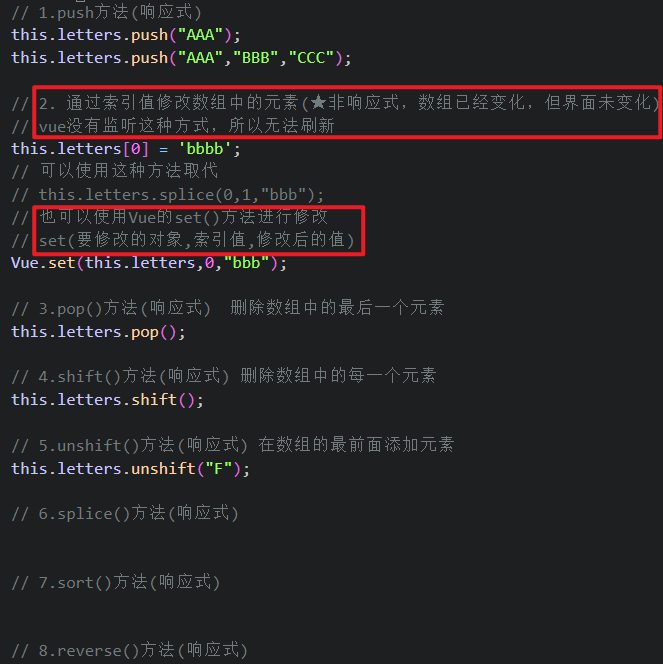 // 1.push方法(响应式)
this.letters.push("AAA");
this.letters.push("AAA","BBB","CCC");
// 2. 通过索引值修改数组中的元素(★非响应式，数组已经变化，但界面未变化)
// vue没有监听这种方式，所以无法刷新
this.letters[0] = 'bbbb';
// 可以使用这种方法取代
// this.letters.splice(0,1,"bbb");
// 也可以使用Vue的set()方法进行修改
// set(要修改的对象,索引值,修改后的值)
Vue.set(this.letters,0,"bbb");
// 3.pop()方法(响应式)  删除数组中的最后一个元素
this.letters.pop();
// 4.shift()方法(响应式) 删除数组中的每一个元素
this.letters.shift();
// 5.unshift()方法(响应式) 在数组的最前面添加元素
this.letters.unshift("F");
// 6.splice()方法(响应式)
// 7.sort()方法(响应式)
// 8.reverse()方法(响应式)